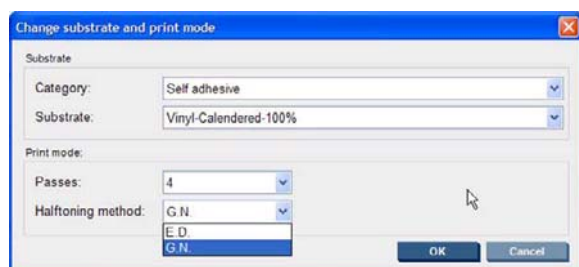 Change substrate and print mode
Substrate
Category: Self adhesive
Substrate: Vinyl-Calendered-100%
Print mode:
Passes: 4
Halftoning method: G.N.
E.D.
G.N.
OK Cancel